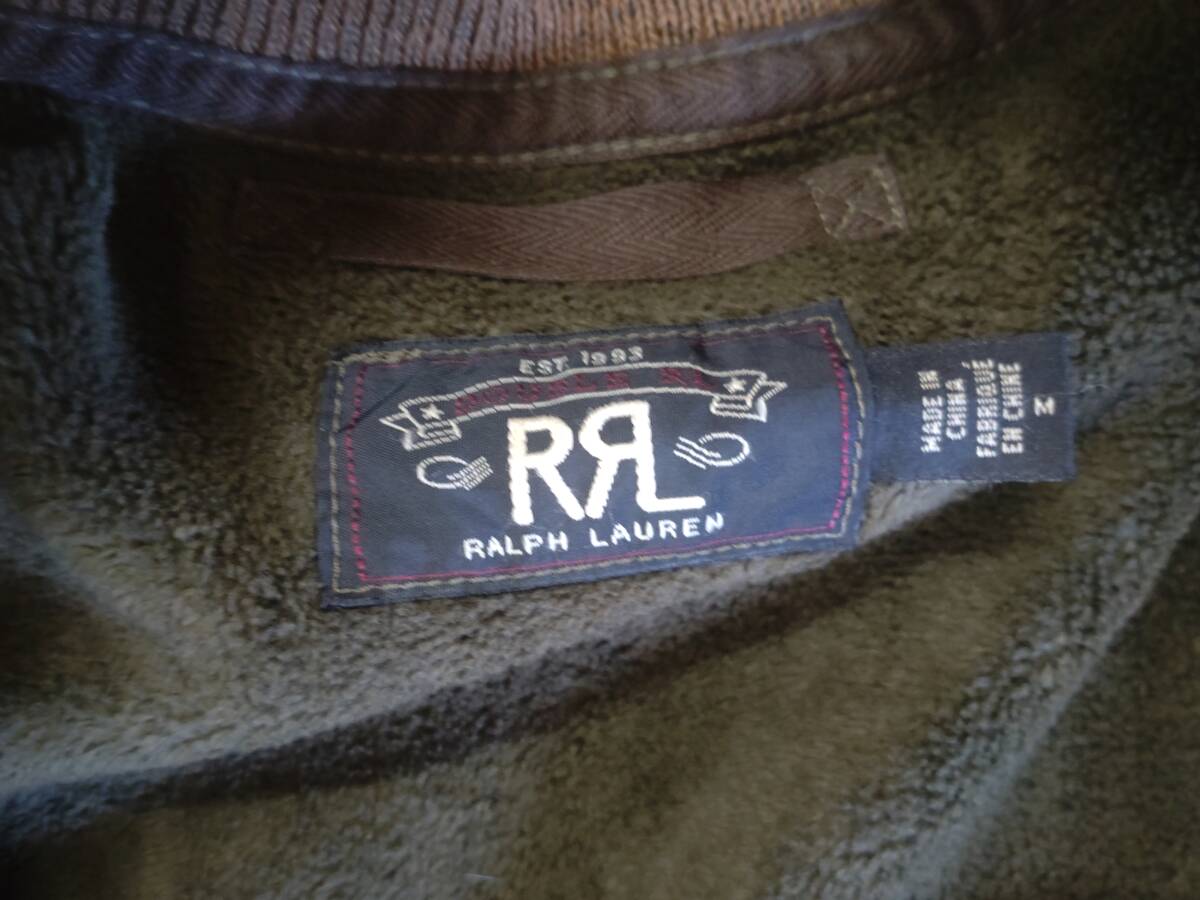 EST. 1993
RRL
RALPH LAUREN
MADE IN
CHINA
FABRIQUÉ
EN CHINE
M